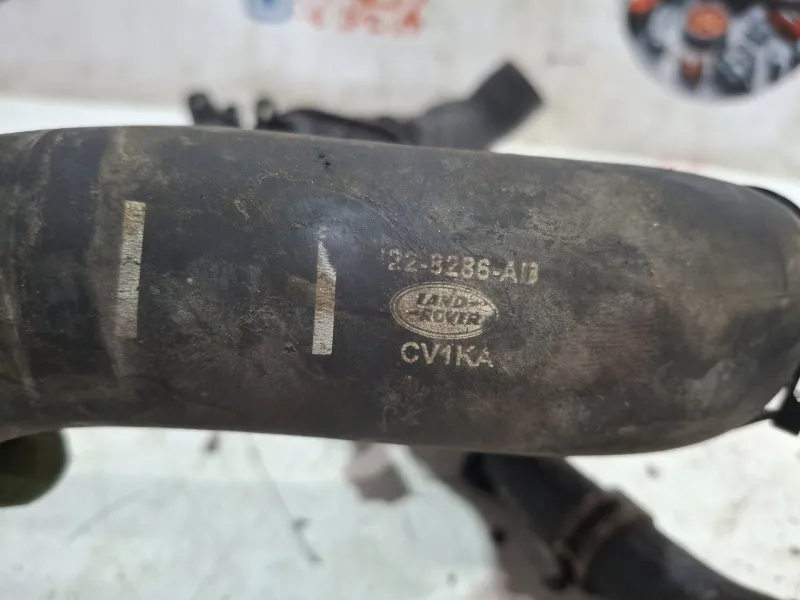 22-8286-AB
LAND-
-ROVER
CV1KA